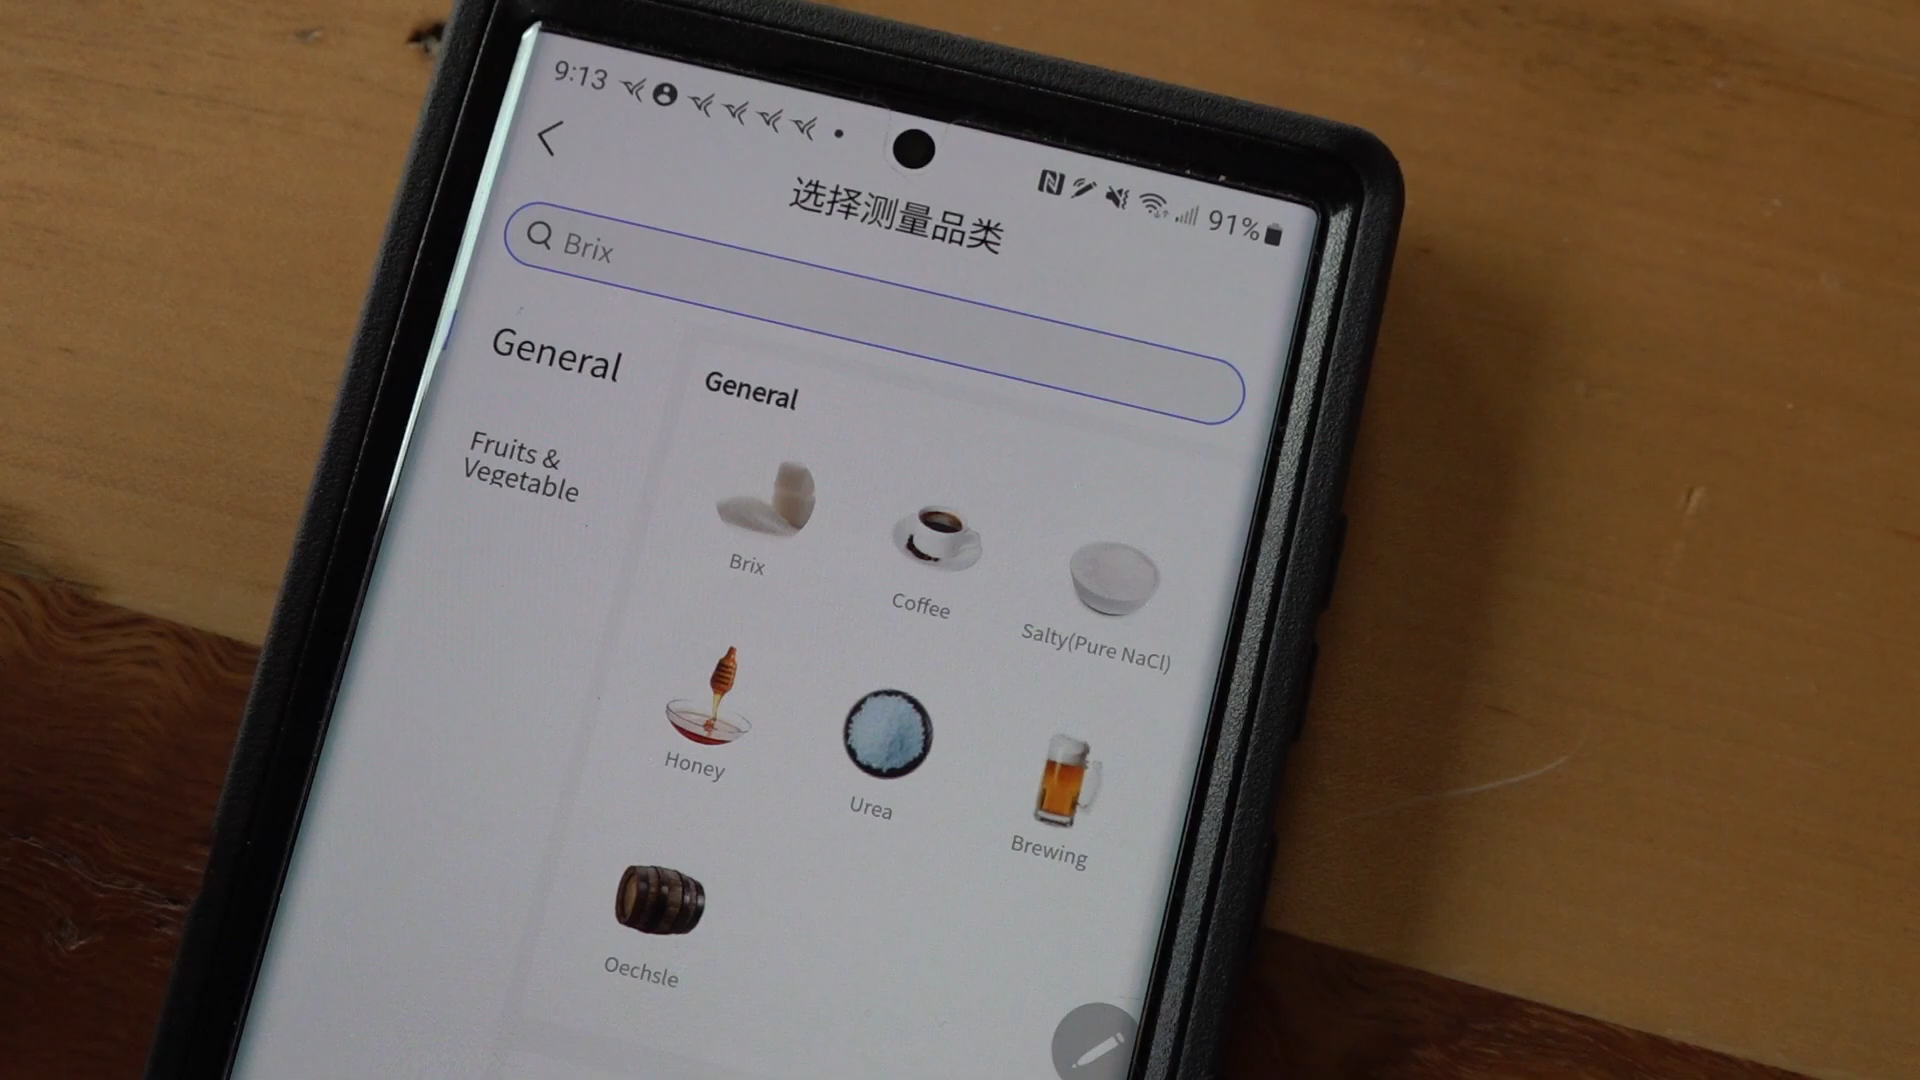 9:13
91%
选择测量品类
Brix
General
Fruits &
Vegetable
General
Brix
Coffee
Salty(Pure NaCl)
Honey
Urea
Brewing
Oechsle